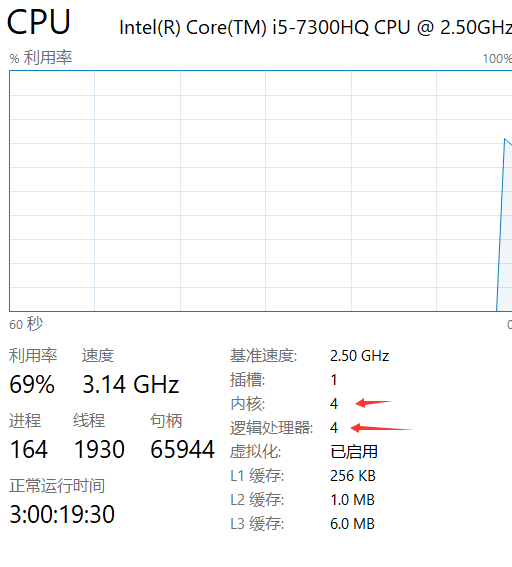 CPU
Intel(R) Core(TM) i5-7300HQ CPU @ 2.50GHz
% 利用率
100%
60 秒
0
利用率
速度
69%
3.14 GHz
进程
线程
句柄
164
1930
65944
正常运行时间
3:00:19:30
基准速度: 2.50 GHz
插槽: 1
内核: 4
逻辑处理器: 4
虚拟化: 已启用
L1 缓存: 256 KB
L2 缓存: 1.0 MB
L3 缓存: 6.0 MB